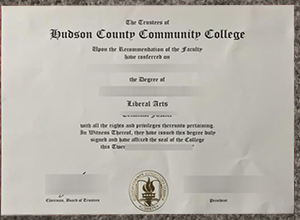 The Trustees of
Hudson County Community College
Upon the Recommendation of the Faculty
have conferred on
the Degree of
Liberal Arts
with all the rights and privileges thereunto pertaining.
In Witness Thereof, they have issued this degree duly
signed and have affixed the seal of the College
this
Chairman, Board of Trustees
President